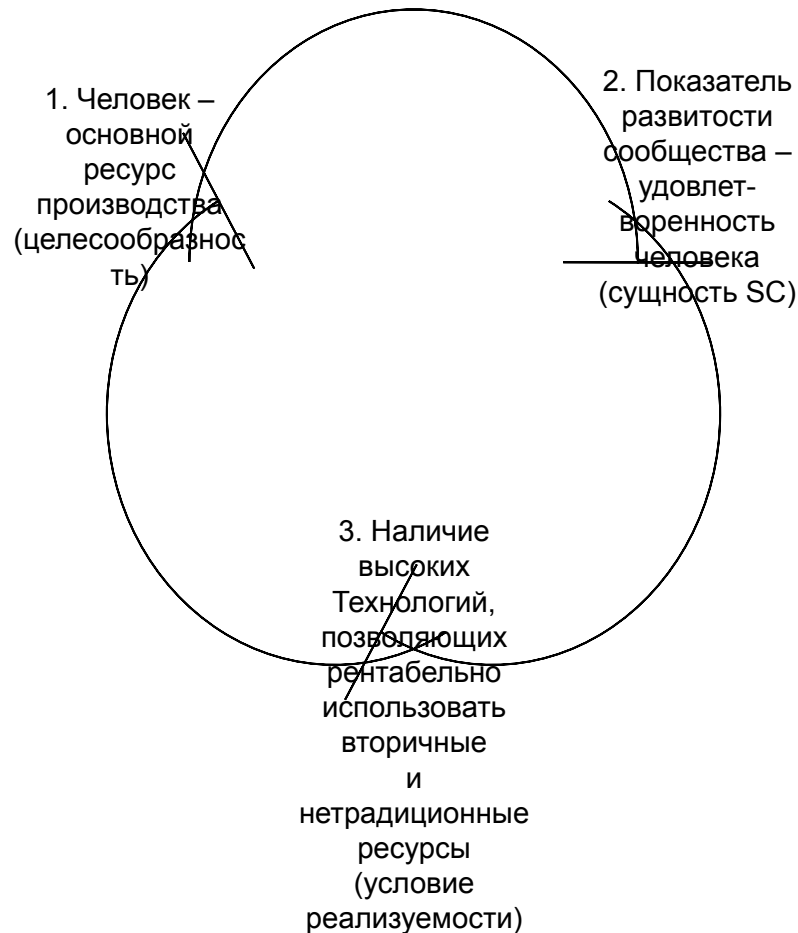 1. Человек –
основной
ресурс
производства
(целесообразнос
ть)
2. Показатель
развитости
сообщества –
удовлет-
воренность
человека
(сущность SC)
3. Наличие
высоких
Технологий,
позволяющих
рентабельно
использовать
вторичные
и
нетрадиционные
ресурсы
(условие
реализуемости)